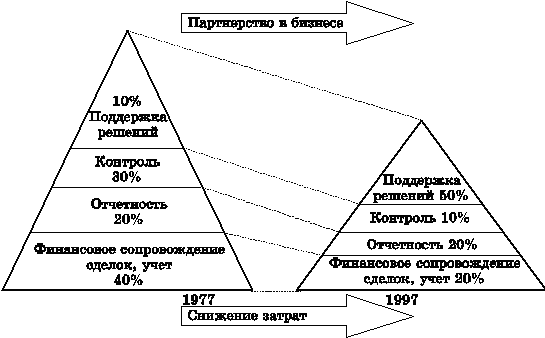 Партнерство в бизнесе
10%
Поддержка
решений
Контроль
30%
Отчетность
20%
Финансовое сопровождение
сделок, учет
40%
1977
Поддержка
решений 50%
Контроль 10%
Отчетность 20%
Финансовое сопровождение
сделок, учет 20%
1997
Снижение затрат